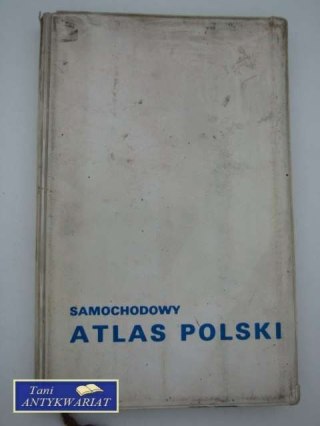 SAMOCHODOWY
ATLAS POLSKI
Tani
ANTYKWARIAT